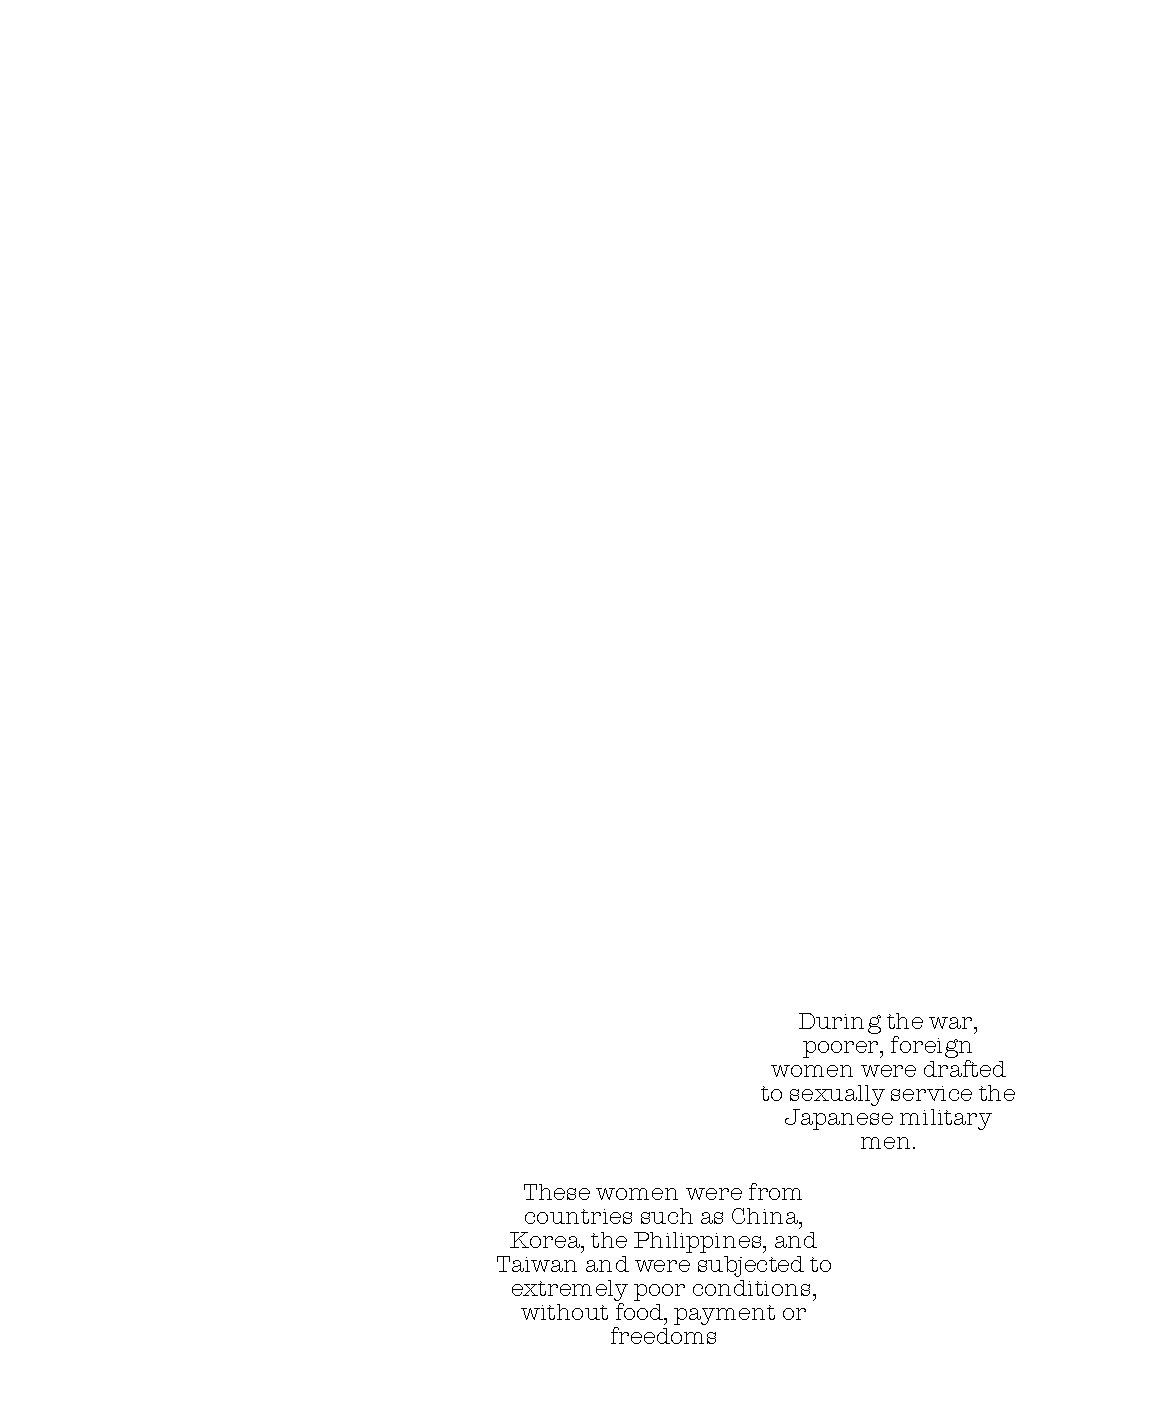 During the war,
poorer, foreign
women were drafted
to sexually service the
Japanese military
men.
These women were from
countries such as China,
Korea, the Philippines, and
Taiwan and were subjected to
extremely poor conditions,
without food, payment or
freedoms